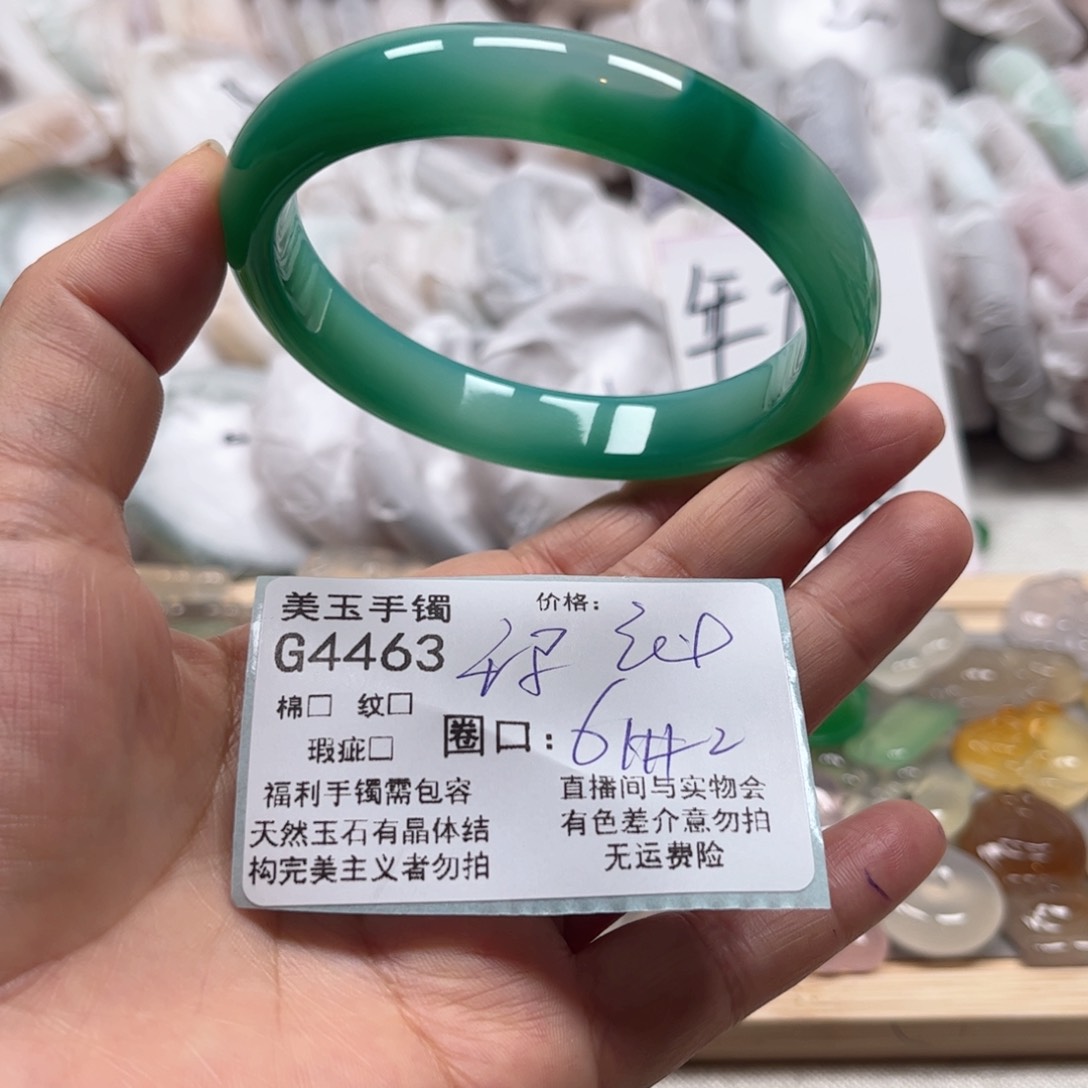 年
美玉手镯
价格：
G4463
棉□ 纹□
瑕疵□
圈口：6
福利手镯需包容
天然玉石有晶体结
构完美主义者勿拍
直播间与实物会
有色差介意勿拍
无运费险